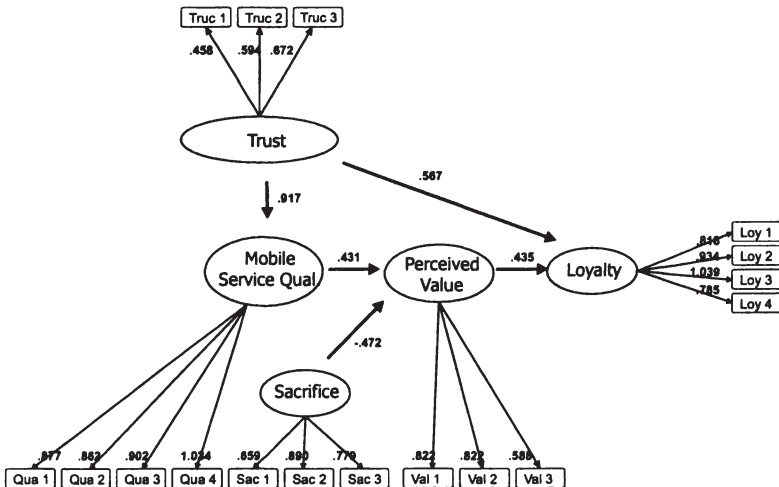 Truc 1 Truc 2 Truc 3
.456 .594 .672
Trust
.917 .567
Mobile
Service Qual
.431
Perceived
Value
.435
Loyalty
.816 Loy 1
.934 Loy 2
1.039 Loy 3
.785 Loy 4
-.472
Sacrifice
.877 .862 .902 1.034 .659 .890 .779 .822 .822 .588
Qua 1 Qua 2 Qua 3 Qua 4 Sac 1 Sac 2 Sac 3 Val 1 Val 2 Val 3